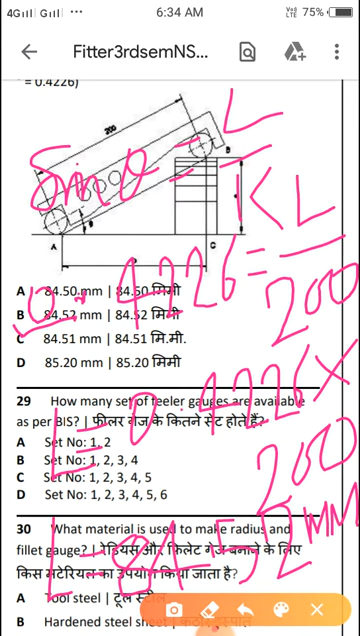 4G 6:34 AM VoI LTE 75%
Fitter3rdsemNS...
= 0.4226)
200
B
A
θ
C
A 84.50 mm | 84.50 मिमी
B 84.52 mm | 84.52 मिमी
C 84.51 mm | 84.51 मि.मी.
D 85.20 mm | 85.20 मिमी
29 How many set of feeler gauges are available
as per BIS? | फीलर गेज के कितने सेट होते हैं?
A Set No: 1, 2
B Set No: 1, 2, 3, 4
C Set No: 1, 2, 3, 4, 5
D Set No: 1, 2, 3, 4, 5, 6
30 What material is used to make radius and
fillet gauge? | रेडियस और फिलेट गेज बनाने के लिए
किस मटेरियल का उपयोग किया जाता है?
A Tool steel | टूल स्टील
B Hardened steel sheet |
Sin θ = L
K
0.4226 = L
200
L = 0.4226 X
200
L = 84.52 MM